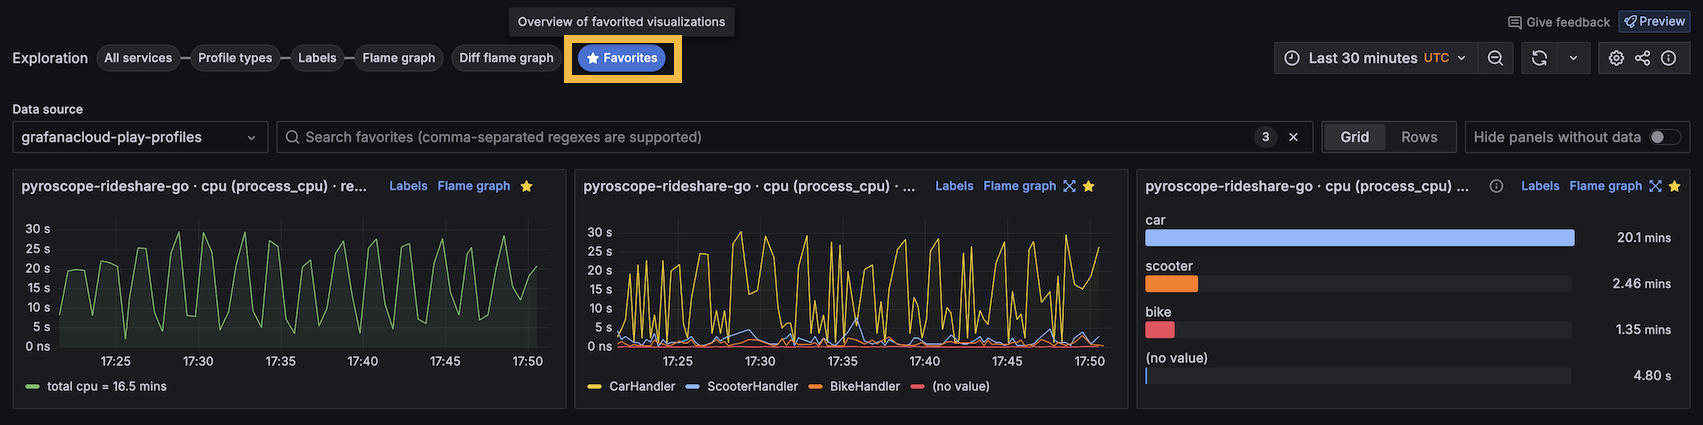 Overview of favorited visualizations
Give feedback Preview
Exploration All services Profile types Labels Flame graph Diff flame graph Favorites Last 30 minutes UTC
Data source
grafanacloud-play-profiles Search favorites (comma-separated regexes are supported) 3 Grid Rows Hide panels without data
pyroscope-rideshare-go · cpu (process_cpu) · re... Labels Flame graph
30 s
25 s
20 s
15 s
10 s
5 s
0 ns
17:25 17:30 17:35 17:40 17:45 17:50
total cpu = 16.5 mins
pyroscope-rideshare-go · cpu (process_cpu) · ... Labels Flame graph
30 s
25 s
20 s
15 s
10 s
5 s
0 ns
17:25 17:30 17:35 17:40 17:45 17:50
CarHandler ScooterHandler BikeHandler (no value)
pyroscope-rideshare-go · cpu (process_cpu) ... Labels Flame graph
car
20.1 mins
scooter
2.46 mins
bike
1.35 mins
(no value)
4.80 s